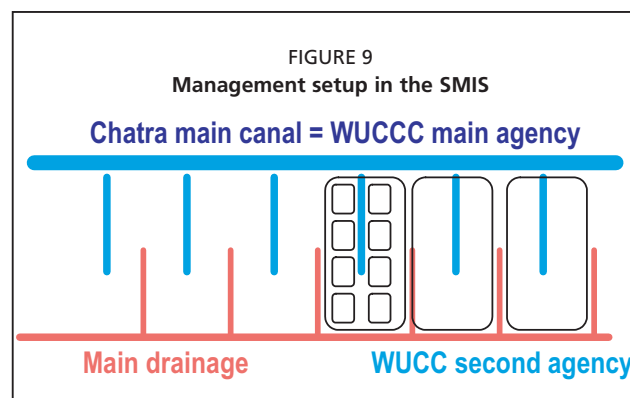 FIGURE 9
Management setup in the SMIS
Chatra main canal = WUCCC main agency
Main drainage
WUCC second agency